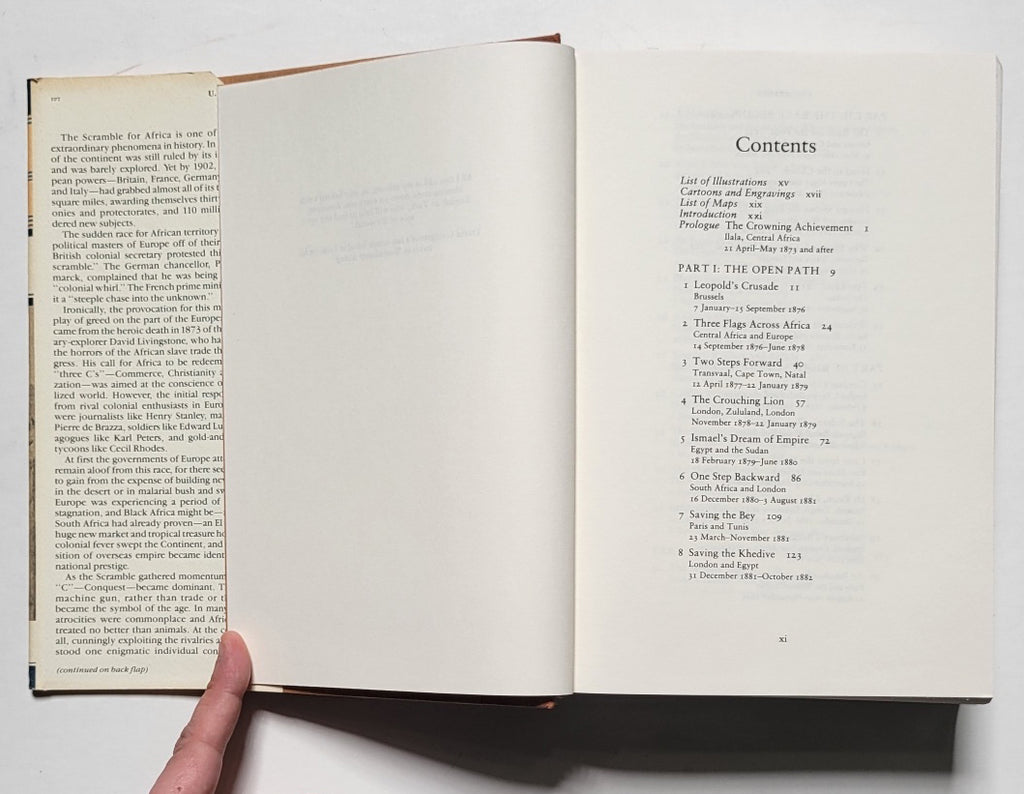 U.
The Scramble for Africa is one of
extraordinary phenomena in history. In
of the continent was still ruled by its i
and was barely explored. Yet by 1902,
pean powers—Britain, France, German
and Italy—had grabbed almost all of its t
square miles, awarding themselves thirt
onies and protectorates, and 110 milli
dered new subjects.
The sudden race for African territory
political masters of Europe off of their
British colonial secretary protested thi
scramble.” The German chancellor, P
marck, complained that he was being
“colonial whirl.” The French prime mini
it a “steeple chase into the unknown.”
Ironically, the provocation for this m
play of greed on the part of the Europe
came from the heroic death in 1873 of th
ary-explorer David Livingstone, who ha
the horrors of the African slave trade th
gress. His call for Africa to be redeem
“three C’s”—Commerce, Christianity a
zation—was aimed at the conscience o
lized world. However, the initial resp
from rival colonial enthusiasts in Euro
were journalists like Henry Stanley, ma
Pierre de Brazza, soldiers like Edward Lu
agogues like Karl Peters, and gold-and
tycoons like Cecil Rhodes.
At first the governments of Europe att
remain aloof from this race, for there see
to gain from the expense of building ne
in the desert or in malarial bush and sw
Europe was experiencing a period of
stagnation, and Black Africa might be—
South Africa had already proven—an El
huge new market and tropical treasure ho
colonial fever swept the Continent, and
sition of overseas empire became ident
national prestige.
As the Scramble gathered momentum
“C”—Conquest—became dominant. T
machine gun, rather than trade or t
became the symbol of the age. In many
atrocities were commonplace and Afri
treated no better than animals. At the c
all, cunningly exploiting the rivalries a
stood one enigmatic individual con
(continued on back flap)
Contents
List of Illustrations xv
Cartoons and Engravings xvii
List of Maps xix
Introduction xxi
Prologue The Crowning Achievement 1
Ilala, Central Africa
21 April–May 1873 and after
PART I: THE OPEN PATH 9
1 Leopold’s Crusade 11
Brussels
7 January–15 September 1876
2 Three Flags Across Africa 24
Central Africa and Europe
14 September 1876–June 1878
3 Two Steps Forward 40
Transvaal, Cape Town, Natal
12 April 1877–22 January 1879
4 The Crouching Lion 57
London, Zululand, London
November 1878–22 January 1879
5 Ismael’s Dream of Empire 72
Egypt and the Sudan
18 February 1879–June 1880
6 One Step Backward 86
South Africa and London
16 December 1880–3 August 1881
7 Saving the Bey 109
Paris and Tunis
23 March–November 1881
8 Saving the Khedive 123
London and Egypt
31 December 1881–October 1882
xi